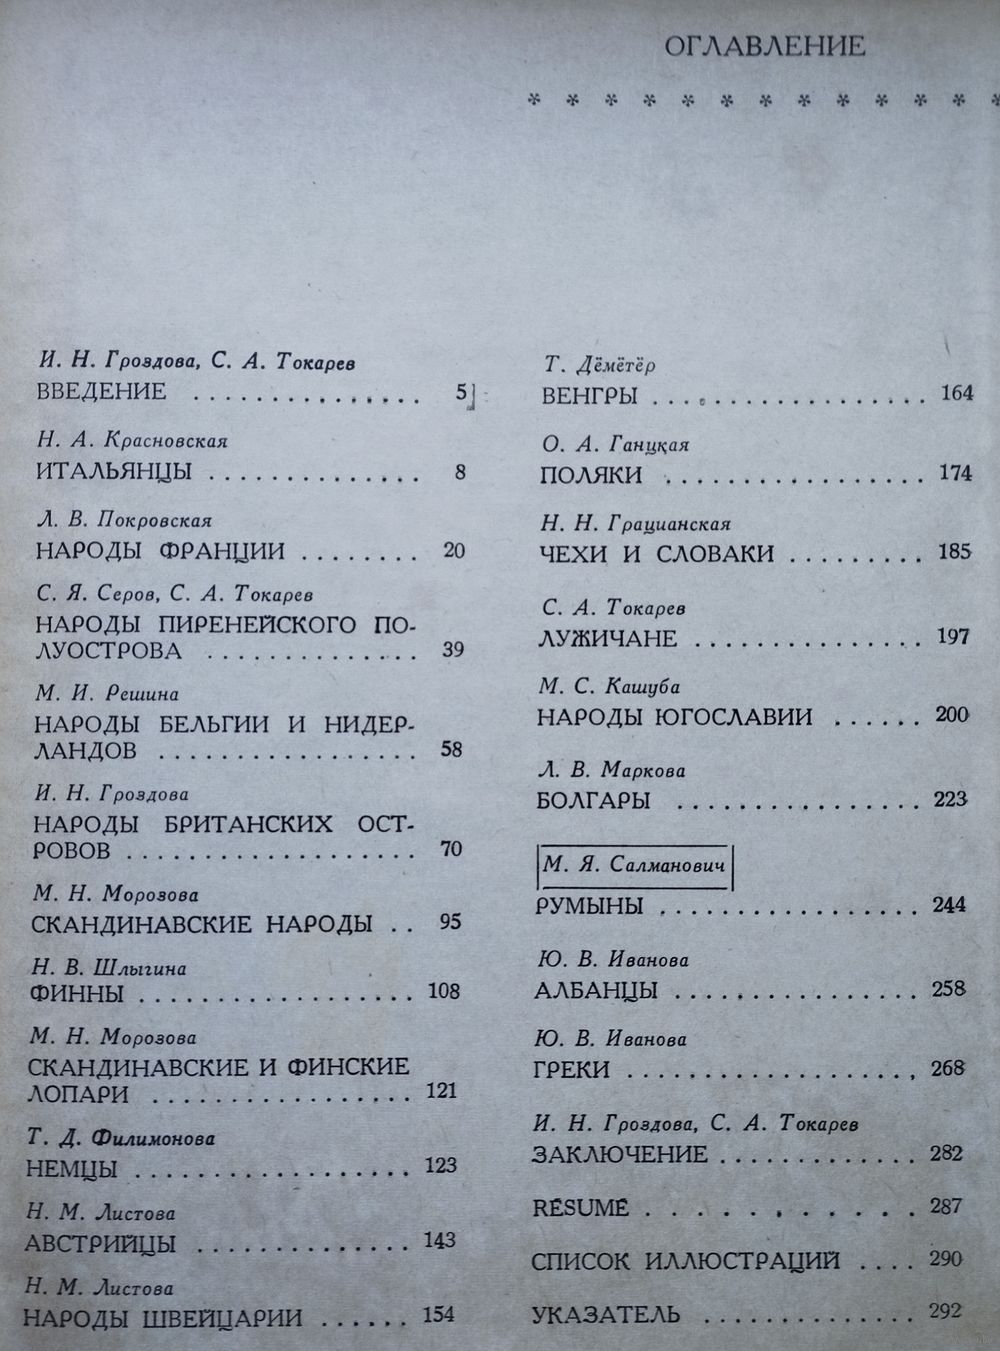 ОГЛАВЛЕНИЕ
* * * * * * * * * * * * *
И. Н. Гроздова, С. А. Токарев
ВВЕДЕНИЕ . . . . . . . . . . . . . . 5
Н. А. Красновская
ИТАЛЬЯНЦЫ . . . . . . . . . . . . . 8
Л. В. Покровская
НАРОДЫ ФРАНЦИИ . . . . . . . . 20
С. Я. Серов, С. А. Токарев
НАРОДЫ ПИРЕНЕЙСКОГО ПО-
ЛУОСТРОВА . . . . . . . . . . . . . 39
М. И. Решина
НАРОДЫ БЕЛЬГИИ И НИДЕР-
ЛАНДОВ . . . . . . . . . . . . . . . . 58
И. Н. Гроздова
НАРОДЫ БРИТАНСКИХ ОСТ-
РОВОВ . . . . . . . . . . . . . . . . . . 70
М. Н. Морозова
СКАНДИНАВСКИЕ НАРОДЫ . . 95
Н. В. Шлыгина
ФИННЫ . . . . . . . . . . . . . . . . . 108
М. Н. Морозова
СКАНДИНАВСКИЕ И ФИНСКИЕ
ЛОПАРИ . . . . . . . . . . . . . . . . 121
Т. Д. Филимонова
НЕМЦЫ . . . . . . . . . . . . . . . . . 123
Н. М. Листова
АВСТРИЙЦЫ . . . . . . . . . . . . . 143
Н. М. Листова
НАРОДЫ ШВЕЙЦАРИИ . . . . . . 154
Т. Дёмётёр
ВЕНГРЫ . . . . . . . . . . . . . . . . . 164
О. А. Ганцкая
ПОЛЯКИ . . . . . . . . . . . . . . . . 174
Н. Н. Грацианская
ЧЕХИ И СЛОВАКИ . . . . . . . . . 185
С. А. Токарев
ЛУЖИЧАНЕ . . . . . . . . . . . . . . 197
М. С. Кашуба
НАРОДЫ ЮГОСЛАВИИ . . . . . . 200
Л. В. Маркова
БОЛГАРЫ . . . . . . . . . . . . . . . . 223
М. Я. Салманович
РУМЫНЫ . . . . . . . . . . . . . . . . 244
Ю. В. Иванова
АЛБАНЦЫ . . . . . . . . . . . . . . . 258
Ю. В. Иванова
ГРЕКИ . . . . . . . . . . . . . . . . . . . 268
И. Н. Гроздова, С. А. Токарев
ЗАКЛЮЧЕНИЕ . . . . . . . . . . . . . 282
RÉSUMÉ . . . . . . . . . . . 287
СПИСОК ИЛЛЮСТРАЦИЙ . . . . 290
УКАЗАТЕЛЬ . . . . . . . . . . . . . . 292